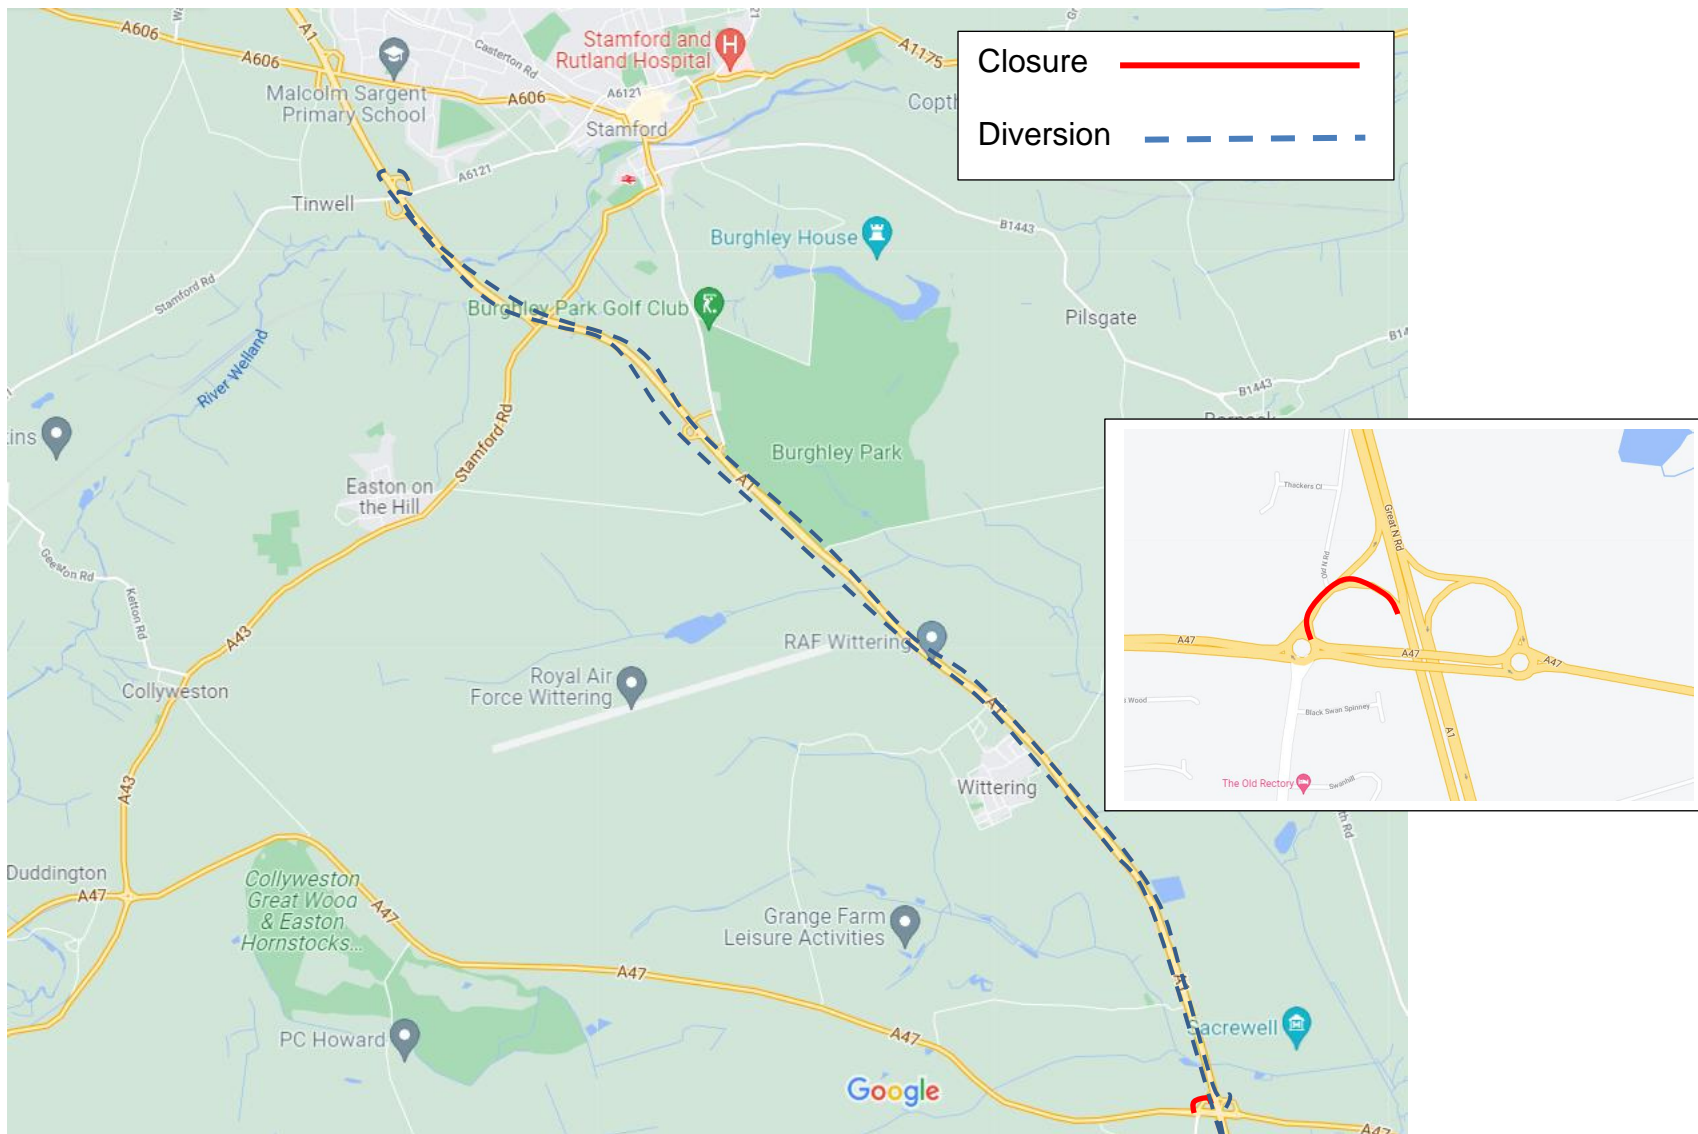 A606
A1
A606
Malcolm Sargent
Primary School
Casterton Rd
Stamford and
Rutland Hospital
H
A6121
A606
Stamford
A1175
Closure
Diversion
Tinwell
A6121
Stamford Rd
River Welland
Burghley House
B1443
Burghley Park Golf Club
Pilsgate
B1443
Stamford Rd
Easton on
the Hill
Burghley Park
A1
Ketton Rd
A43
Collyweston
RAF Wittering
Royal Air
Force Wittering
A1
Wittering
A43
Duddington
A47
Collyweston
Great Wood
& Easton
Hornstocks...
A47
Grange Farm
Leisure Activities
A47
A1
PC Howard
A47
Sacrewell
Google
A47
Thackers Cl
Great N Rd
Old N Rd
A47
A47
A47
Black Swan Spinney
A1
The Old Rectory
Swanhill